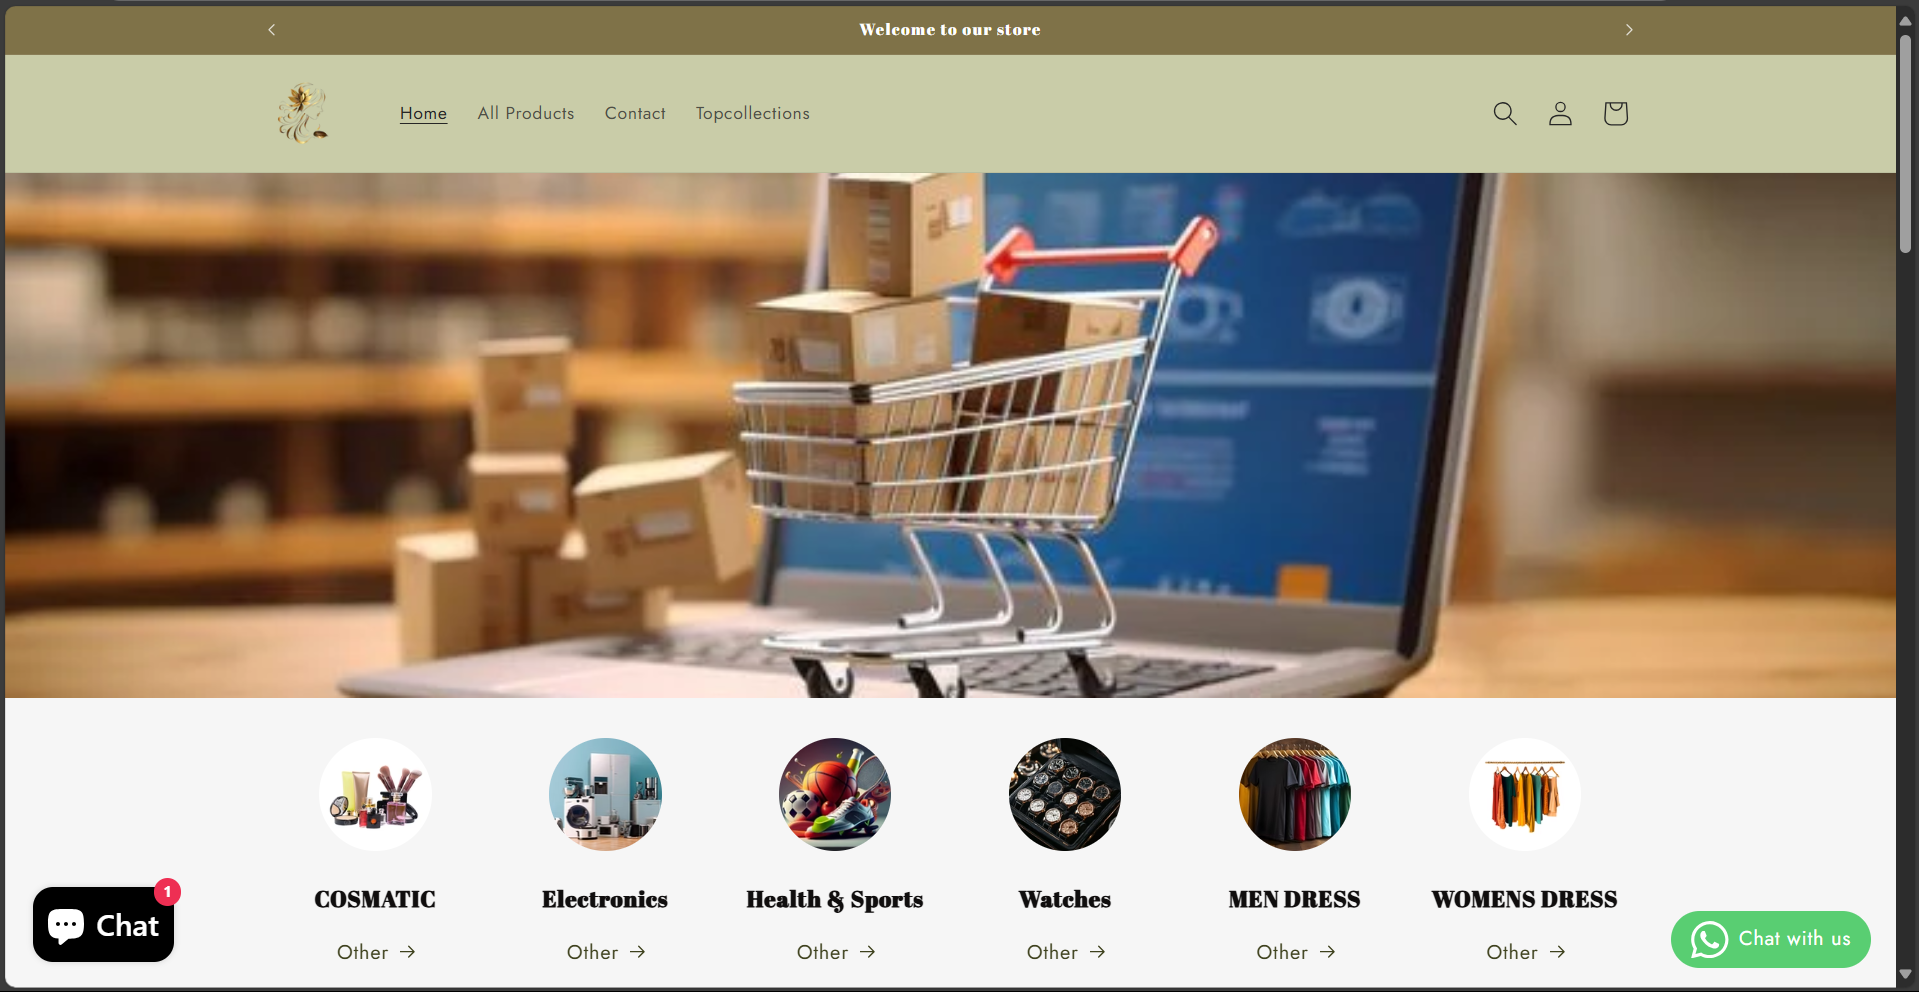 Welcome to our store
Home All Products Contact Topcollections
COSMATIC Electronics Health & Sports Watches MEN DRESS WOMENS DRESS
Other → Other → Other → Other → Other → Other →
1
Chat
Chat with us